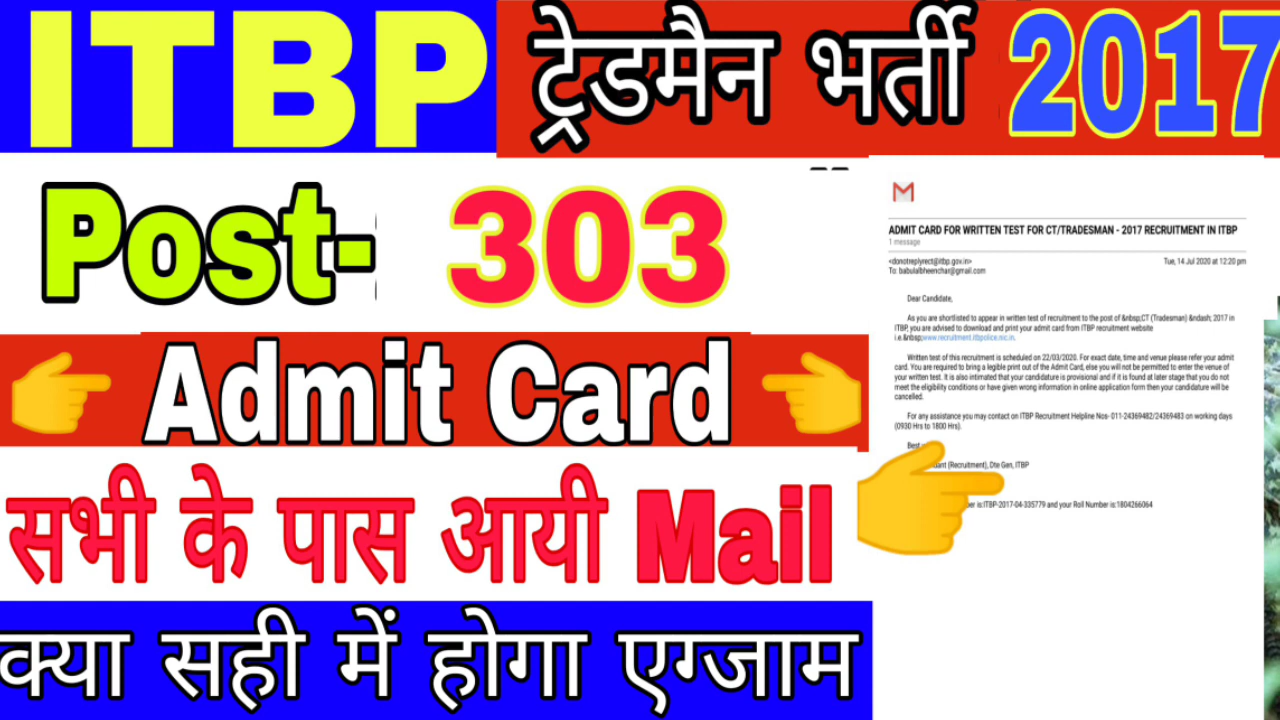 ITBP ट्रेडमैन भर्ती 2017
Post- 303
Admit Card
सभी के पास आयी Mail
क्या सही में होगा एग्जाम
ADMIT CARD FOR WRITTEN TEST FOR CT/TRADESMAN - 2017 RECRUITMENT IN ITBP
1 message
<donotreplyrect@itbp.gov.in> Tue, 14 Jul 2020 at 12:20 pm
To: babulalbheenchar@gmail.com
Dear Candidate,
As you are shortlisted to appear in written test of recruitment to the post of &nbsp;CT (Tradesman) &ndash; 2017 in
ITBP, you are advised to download and print your admit card from ITBP recruitment website
i.e.&nbsp;www.recruitment.itbpolice.nic.in.
Written test of this recruitment is scheduled on 22/03/2020. For exact date, time and venue please refer your admit
card. You are required to bring a legible print out of the Admit Card, else you will not be permitted to enter the venue of
your written test. It is also intimated that your candidature is provisional and if it is found at later stage that you do not
meet the eligibility conditions or have given wrong information in online application form then your candidature will be
cancelled.
For any assistance you may contact on ITBP Recruitment Helpline Nos- 011-24369482/24369483 on working days
(0930 Hrs to 1800 Hrs).
Best
(Recruitment), Dte Gen, ITBP
is:ITBP-2017-04-335779 and your Roll Number is:1804266064